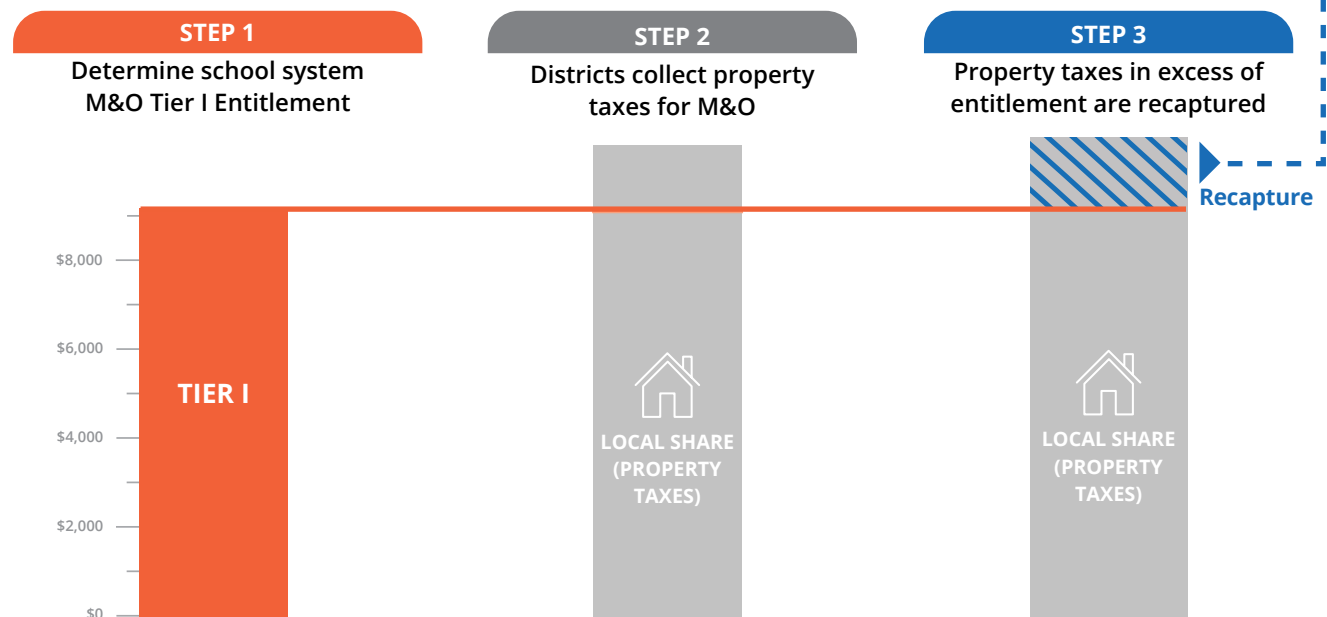 STEP 1
Determine school system
M&O Tier I Entitlement
STEP 2
Districts collect property
taxes for M&O
STEP 3
Property taxes in excess of
entitlement are recaptured
Recapture
$8,000
$6,000
$4,000
$2,000
$0
TIER I
LOCAL SHARE
(PROPERTY
TAXES)
LOCAL SHARE
(PROPERTY
TAXES)